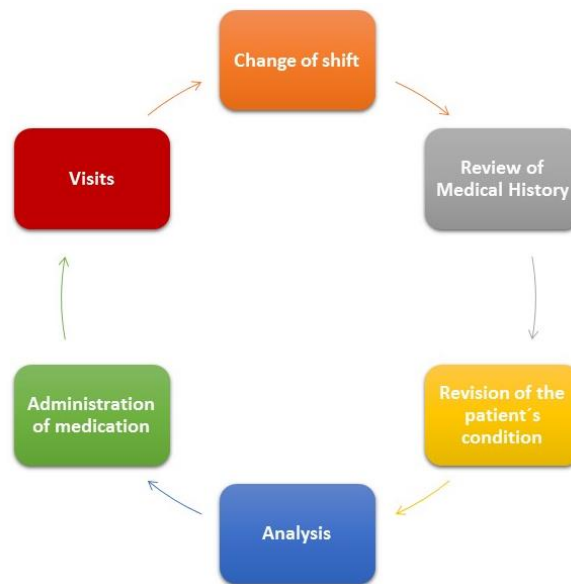 Change of shift
Review of
Medical History
Revision of the
patient´s
condition
Analysis
Administration
of medication
Visits